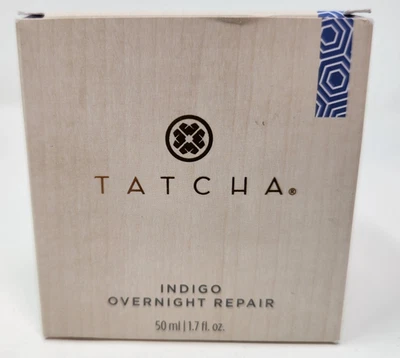 TATCHA®
INDIGO
OVERNIGHT REPAIR
50 ml | 1.7 fl. oz.